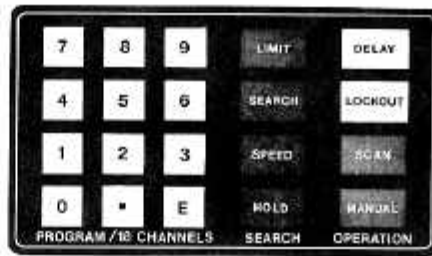 7 8 9 LIMIT DELAY
4 5 6 SEARCH LOCKOUT
1 2 3 SPEED SCAN
0 . E HOLD MANUAL
PROGRAM/16 CHANNELS SEARCH OPERATION